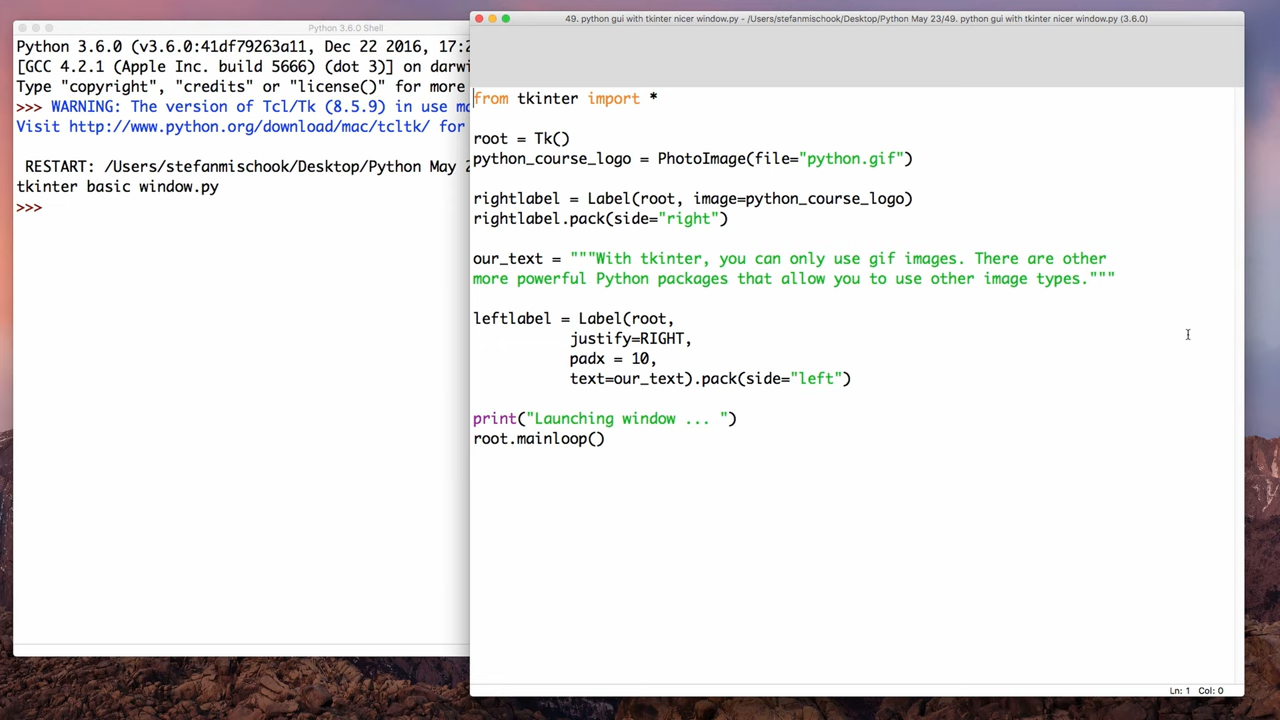 Python 3.6.0 Shell
Python 3.6.0 (v3.6.0:41df79263a11, Dec 22 2016, 17:2
[GCC 4.2.1 (Apple Inc. build 5666) (dot 3)] on darwi
Type "copyright", "credits" or "license()" for more
>>> WARNING: The version of Tcl/Tk (8.5.9) in use ma
Visit http://www.python.org/download/mac/tcltk/ for
RESTART: /Users/stefanmischook/Desktop/Python May 2
tkinter basic window.py
>>>
49. python gui with tkinter nicer window.py - /Users/stefanmischook/Desktop/Python May 23/49. python gui with tkinter nicer window.py (3.6.0)
from tkinter import *
root = Tk()
python_course_logo = PhotoImage(file="python.gif")
rightlabel = Label(root, image=python_course_logo)
rightlabel.pack(side="right")
our_text = """With tkinter, you can only use gif images. There are other
more powerful Python packages that allow you to use other image types."""
leftlabel = Label(root,
justify=RIGHT,
padx = 10,
text=our_text).pack(side="left")
print("Launching window ... ")
root.mainloop()
Ln: 1 Col: 0